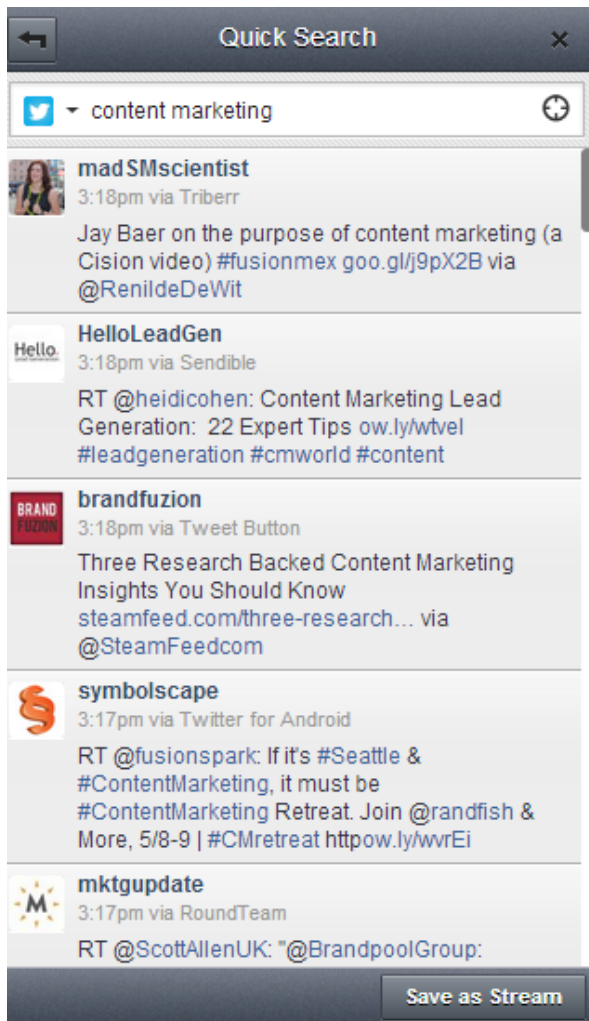 Quick Search
content marketing
madSMscientist
3:18pm via Triberr
Jay Baer on the purpose of content marketing (a
Cision video) #fusionmex goo.gl/j9pX2B via
@RenildeDeWit
Hello.
HelloLeadGen
3:18pm via Sendible
RT @heidicohen: Content Marketing Lead
Generation:  22 Expert Tips ow.ly/wtvel
#leadgeneration #cmworld #content
BRAND
FUZION
brandfuzion
3:18pm via Tweet Button
Three Research Backed Content Marketing
Insights You Should Know
steamfeed.com/three-research... via
@SteamFeedcom
symbolscape
3:17pm via Twitter for Android
RT @fusionspark: If it's #Seattle &
#ContentMarketing, it must be
#ContentMarketing Retreat. Join @randfish &
More, 5/8-9 | #CMretreat httpow.ly/wvrEi
M
mktgupdate
3:17pm via RoundTeam
RT @ScottAllenUK: "@BrandpoolGroup:
Save as Stream